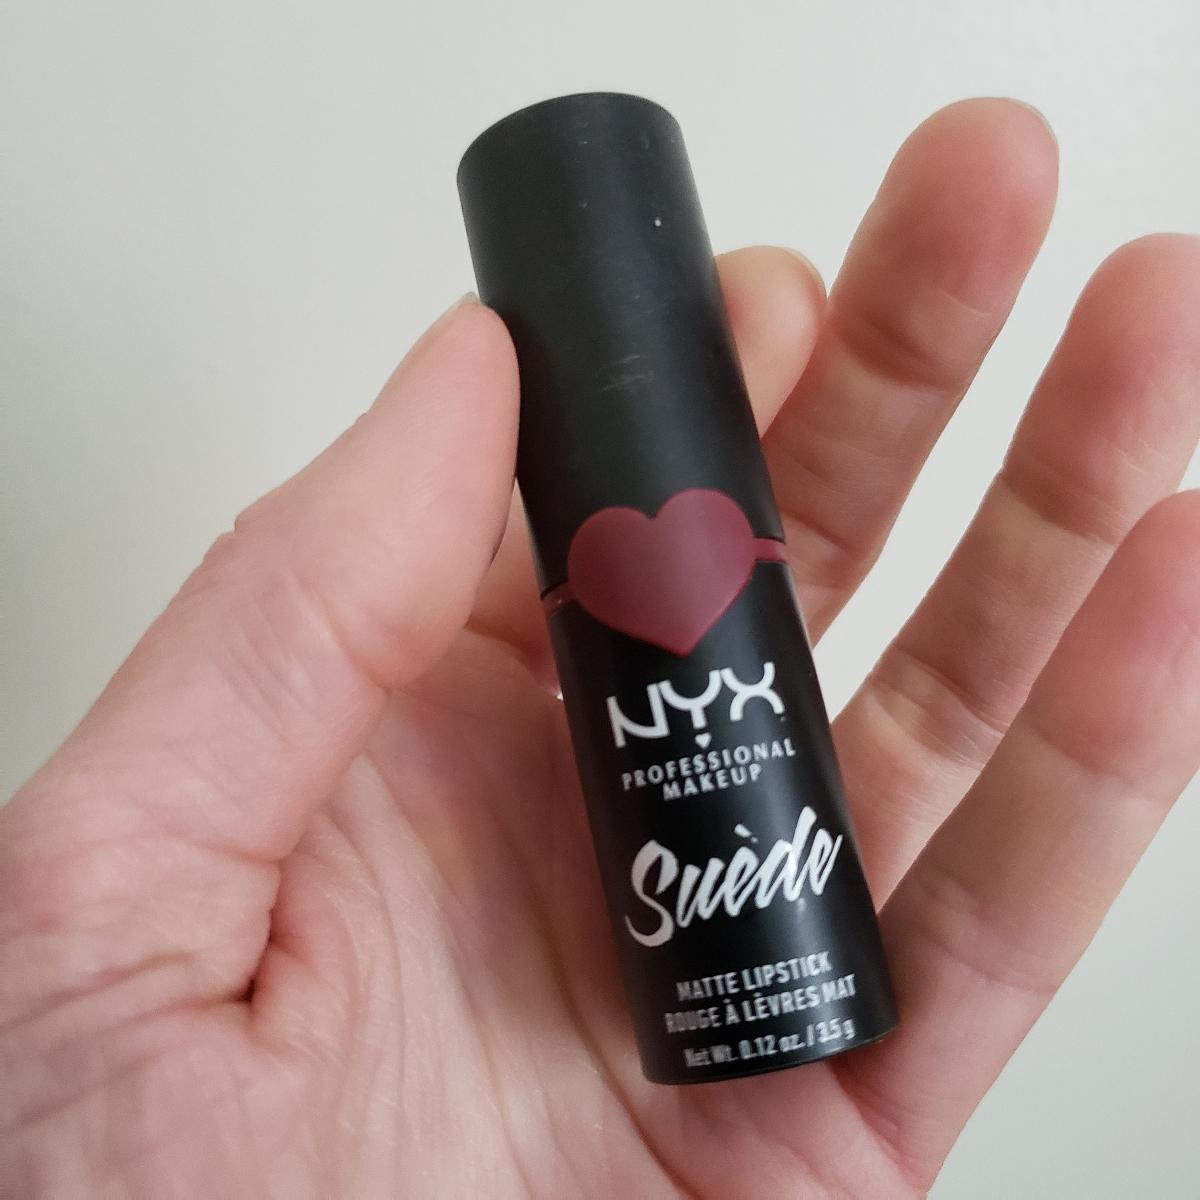 NYX
PROFESSIONAL
MAKEUP
Suède
MATTE LIPSTICK
ROUGE À LÈVRES MAT
Net Wt. 0.12 oz. / 3.5 g